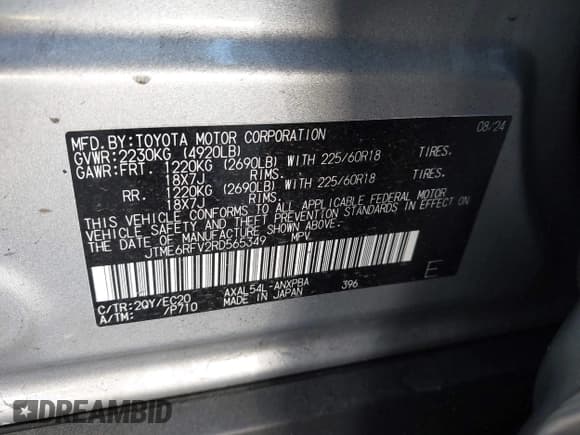 MFD.BY:TOYOTA MOTOR CORPORATION 08/24
GVWR:2230KG (4920LB)
GAWR:FRT. 1220KG (2690LB) WITH 225/60R18 TIRES.
18X7J RIMS.
RR. 1220KG (2690LB) WITH 225/60R18 TIRES.
18X7J RIMS.
THIS VEHICLE CONFORMS TO ALL APPLICABLE FEDERAL MOTOR
VEHICLE SAFETY AND THEFT PREVENTION STANDARDS IN EFFECT ON
THE DATE OF MANUFACTURE SHOWN ABOVE.
JTME6RFV2RD565349 MPV
E
C/TR:2QY/EC20 AXAL54L-ANXPBA 396
A/TM: /P710 MADE IN JAPAN
DREAMBID